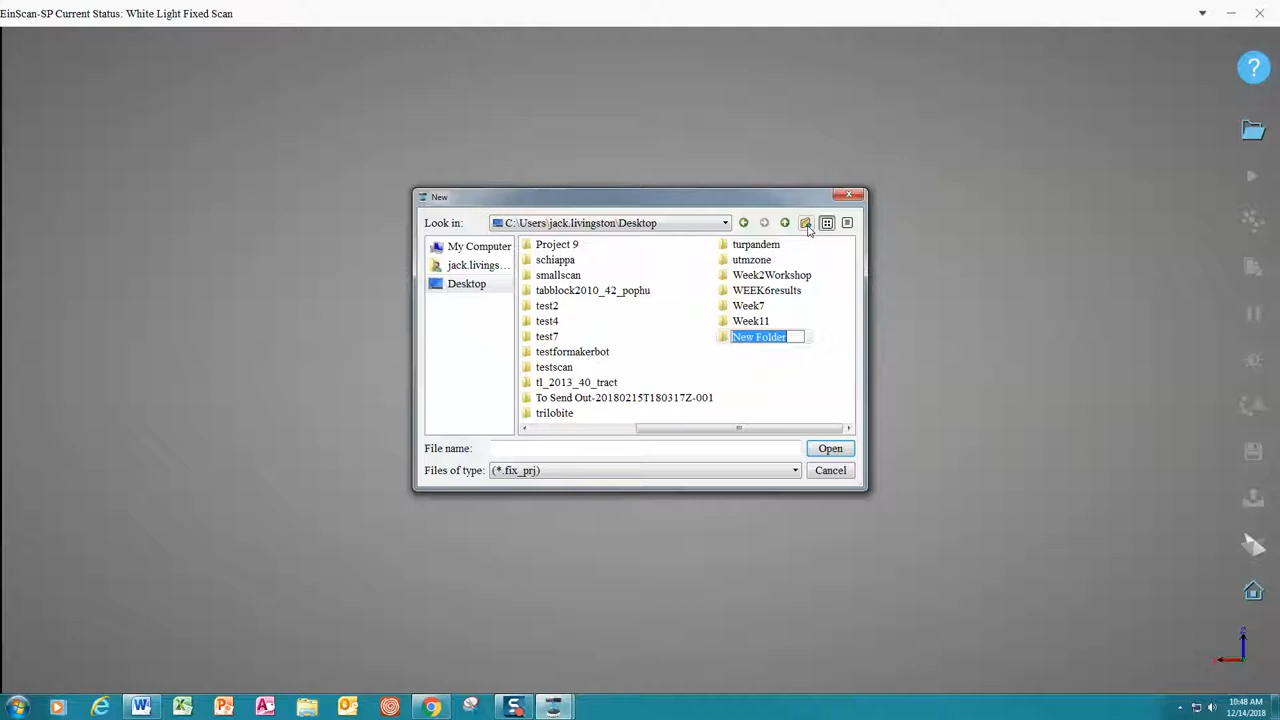 EinScan-SP Current Status: White Light Fixed Scan
?
New
Look in: C:\Users\jack.livingston\Desktop
My Computer
jack.livings...
Desktop
Project 9
schiappa
smallscan
tabblock2010_42_pophu
test2
test4
test7
testformakerbot
testscan
tl_2013_40_tract
To Send Out-20180215T180317Z-001
trilobite
turpandem
utmzone
Week2Workshop
WEEK6results
Week7
Week11
New Folder
File name: Open
Files of type: (*.fix_prj) Cancel
10:48 AM
12/14/2018